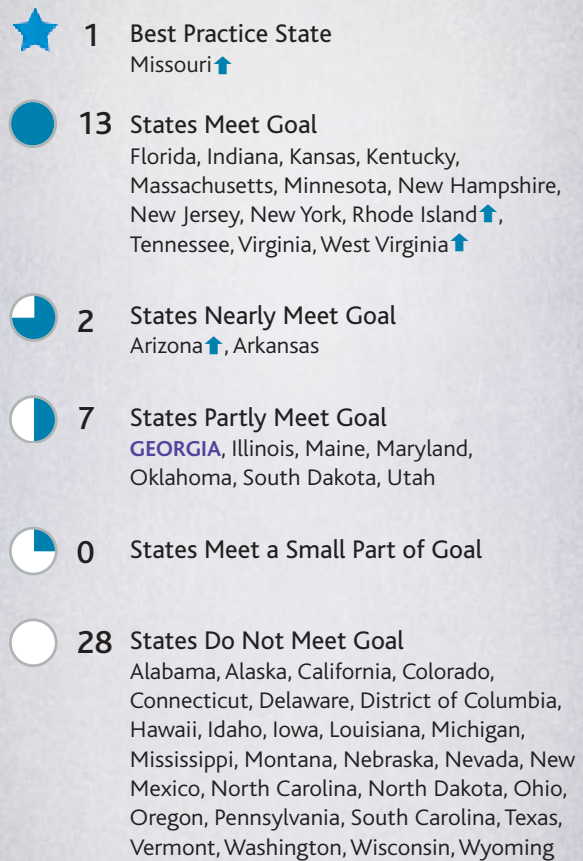 1 Best Practice State
Missouri⬆
13 States Meet Goal
Florida, Indiana, Kansas, Kentucky,
Massachusetts, Minnesota, New Hampshire,
New Jersey, New York, Rhode Island⬆,
Tennessee, Virginia, West Virginia⬆
2 States Nearly Meet Goal
Arizona⬆, Arkansas
7 States Partly Meet Goal
GEORGIA, Illinois, Maine, Maryland,
Oklahoma, South Dakota, Utah
0 States Meet a Small Part of Goal
28 States Do Not Meet Goal
Alabama, Alaska, California, Colorado,
Connecticut, Delaware, District of Columbia,
Hawaii, Idaho, Iowa, Louisiana, Michigan,
Mississippi, Montana, Nebraska, Nevada, New
Mexico, North Carolina, North Dakota, Ohio,
Oregon, Pennsylvania, South Carolina, Texas,
Vermont, Washington, Wisconsin, Wyoming